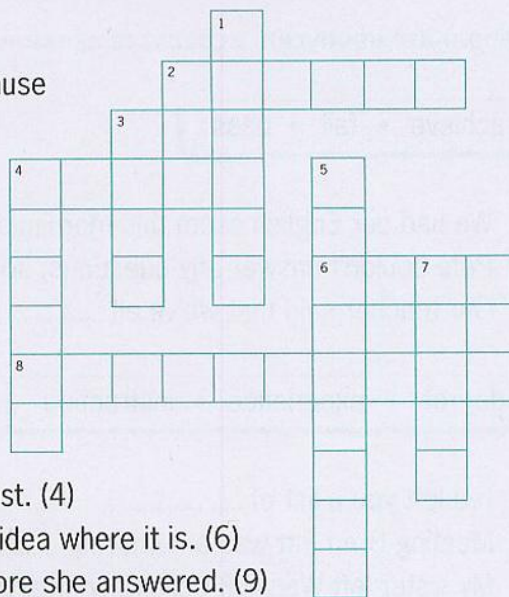 1
2
use
3
4 5
6 7
8
st. (4)
idea where it is. (6)
ore she answered. (9)